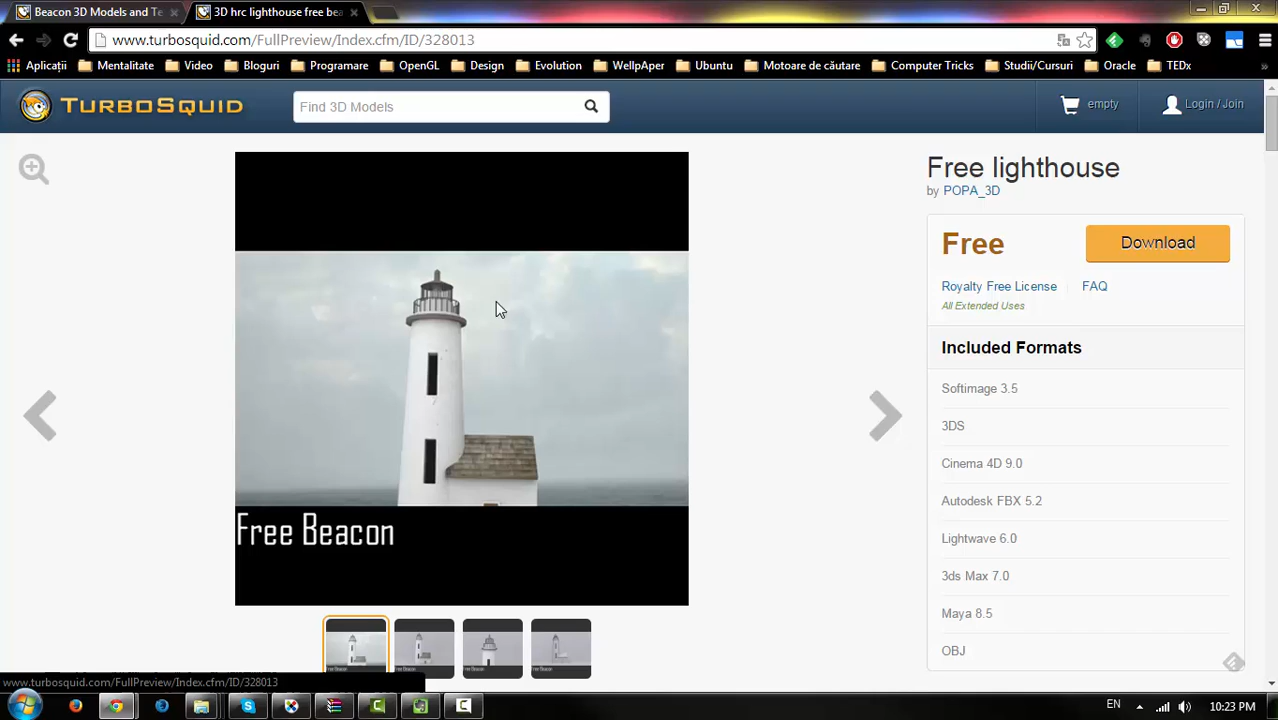 Beacon 3D Models and Te
3D hrc lighthouse free bea
www.turbosquid.com/FullPreview/Index.cfm/ID/328013
Aplicații Mentalitate Video Bloguri Programare OpenGL Design Evolution WellpAper Ubuntu Motoare de căutare Computer Tricks Studii/Cursuri Oracle TEDx »
TURBOSQUID
Find 3D Models
empty
Login / Join
Free lighthouse
by POPA_3D
Free
Download
Royalty Free License
FAQ
All Extended Uses
Included Formats
Softimage 3.5
3DS
Cinema 4D 9.0
Autodesk FBX 5.2
Lightwave 6.0
3ds Max 7.0
Maya 8.5
OBJ
Free Beacon
www.turbosquid.com/FullPreview/Index.cfm/ID/328013
EN
10:23 PM